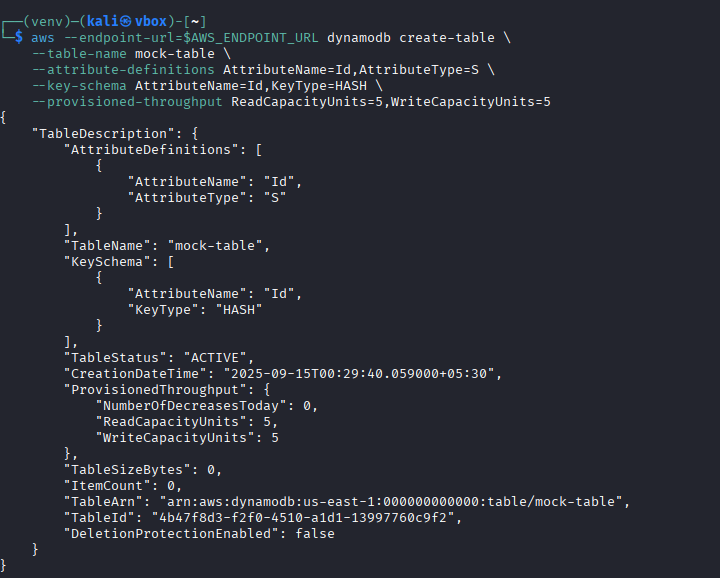 ┌──(venv)─(kali㉿vbox)-[~]
└─$ aws --endpoint-url=$AWS_ENDPOINT_URL dynamodb create-table \
    --table-name mock-table \
    --attribute-definitions AttributeName=Id,AttributeType=S \
    --key-schema AttributeName=Id,KeyType=HASH \
    --provisioned-throughput ReadCapacityUnits=5,WriteCapacityUnits=5
{
    "TableDescription": {
        "AttributeDefinitions": [
            {
                "AttributeName": "Id",
                "AttributeType": "S"
            }
        ],
        "TableName": "mock-table",
        "KeySchema": [
            {
                "AttributeName": "Id",
                "KeyType": "HASH"
            }
        ],
        "TableStatus": "ACTIVE",
        "CreationDateTime": "2025-09-15T00:29:40.059000+05:30",
        "ProvisionedThroughput": {
            "NumberOfDecreasesToday": 0,
            "ReadCapacityUnits": 5,
            "WriteCapacityUnits": 5
        },
        "TableSizeBytes": 0,
        "ItemCount": 0,
        "TableArn": "arn:aws:dynamodb:us-east-1:000000000000:table/mock-table",
        "TableId": "4b47f8d3-f2f0-4510-a1d1-13997760c9f2",
        "DeletionProtectionEnabled": false
    }
}